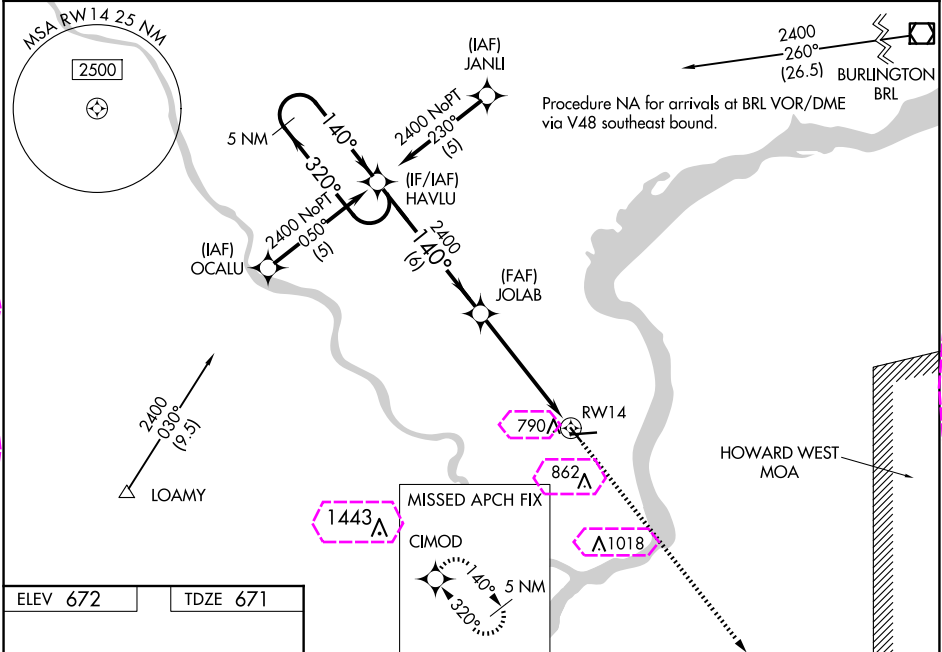 MSA RW14 25 NM
2500
(IAF)
JANLI
2400
260°
(26.5)
BURLINGTON
BRL
Procedure NA for arrivals at BRL VOR/DME
via V48 southeast bound.
5 NM
140°
320°
2400 NoPT
230°
(5)
(IF/IAF)
HAVLU
2400 NoPT
050°
(5)
(IAF)
OCALU
2400
140°
(6)
(FAF)
JOLAB
2400
030°
(9.5)
LOAMY
790
RW14
862
HOWARD WEST
MOA
1443
1018
MISSED APCH FIX
CIMOD
140°
320°
5 NM
ELEV 672
TDZE 671